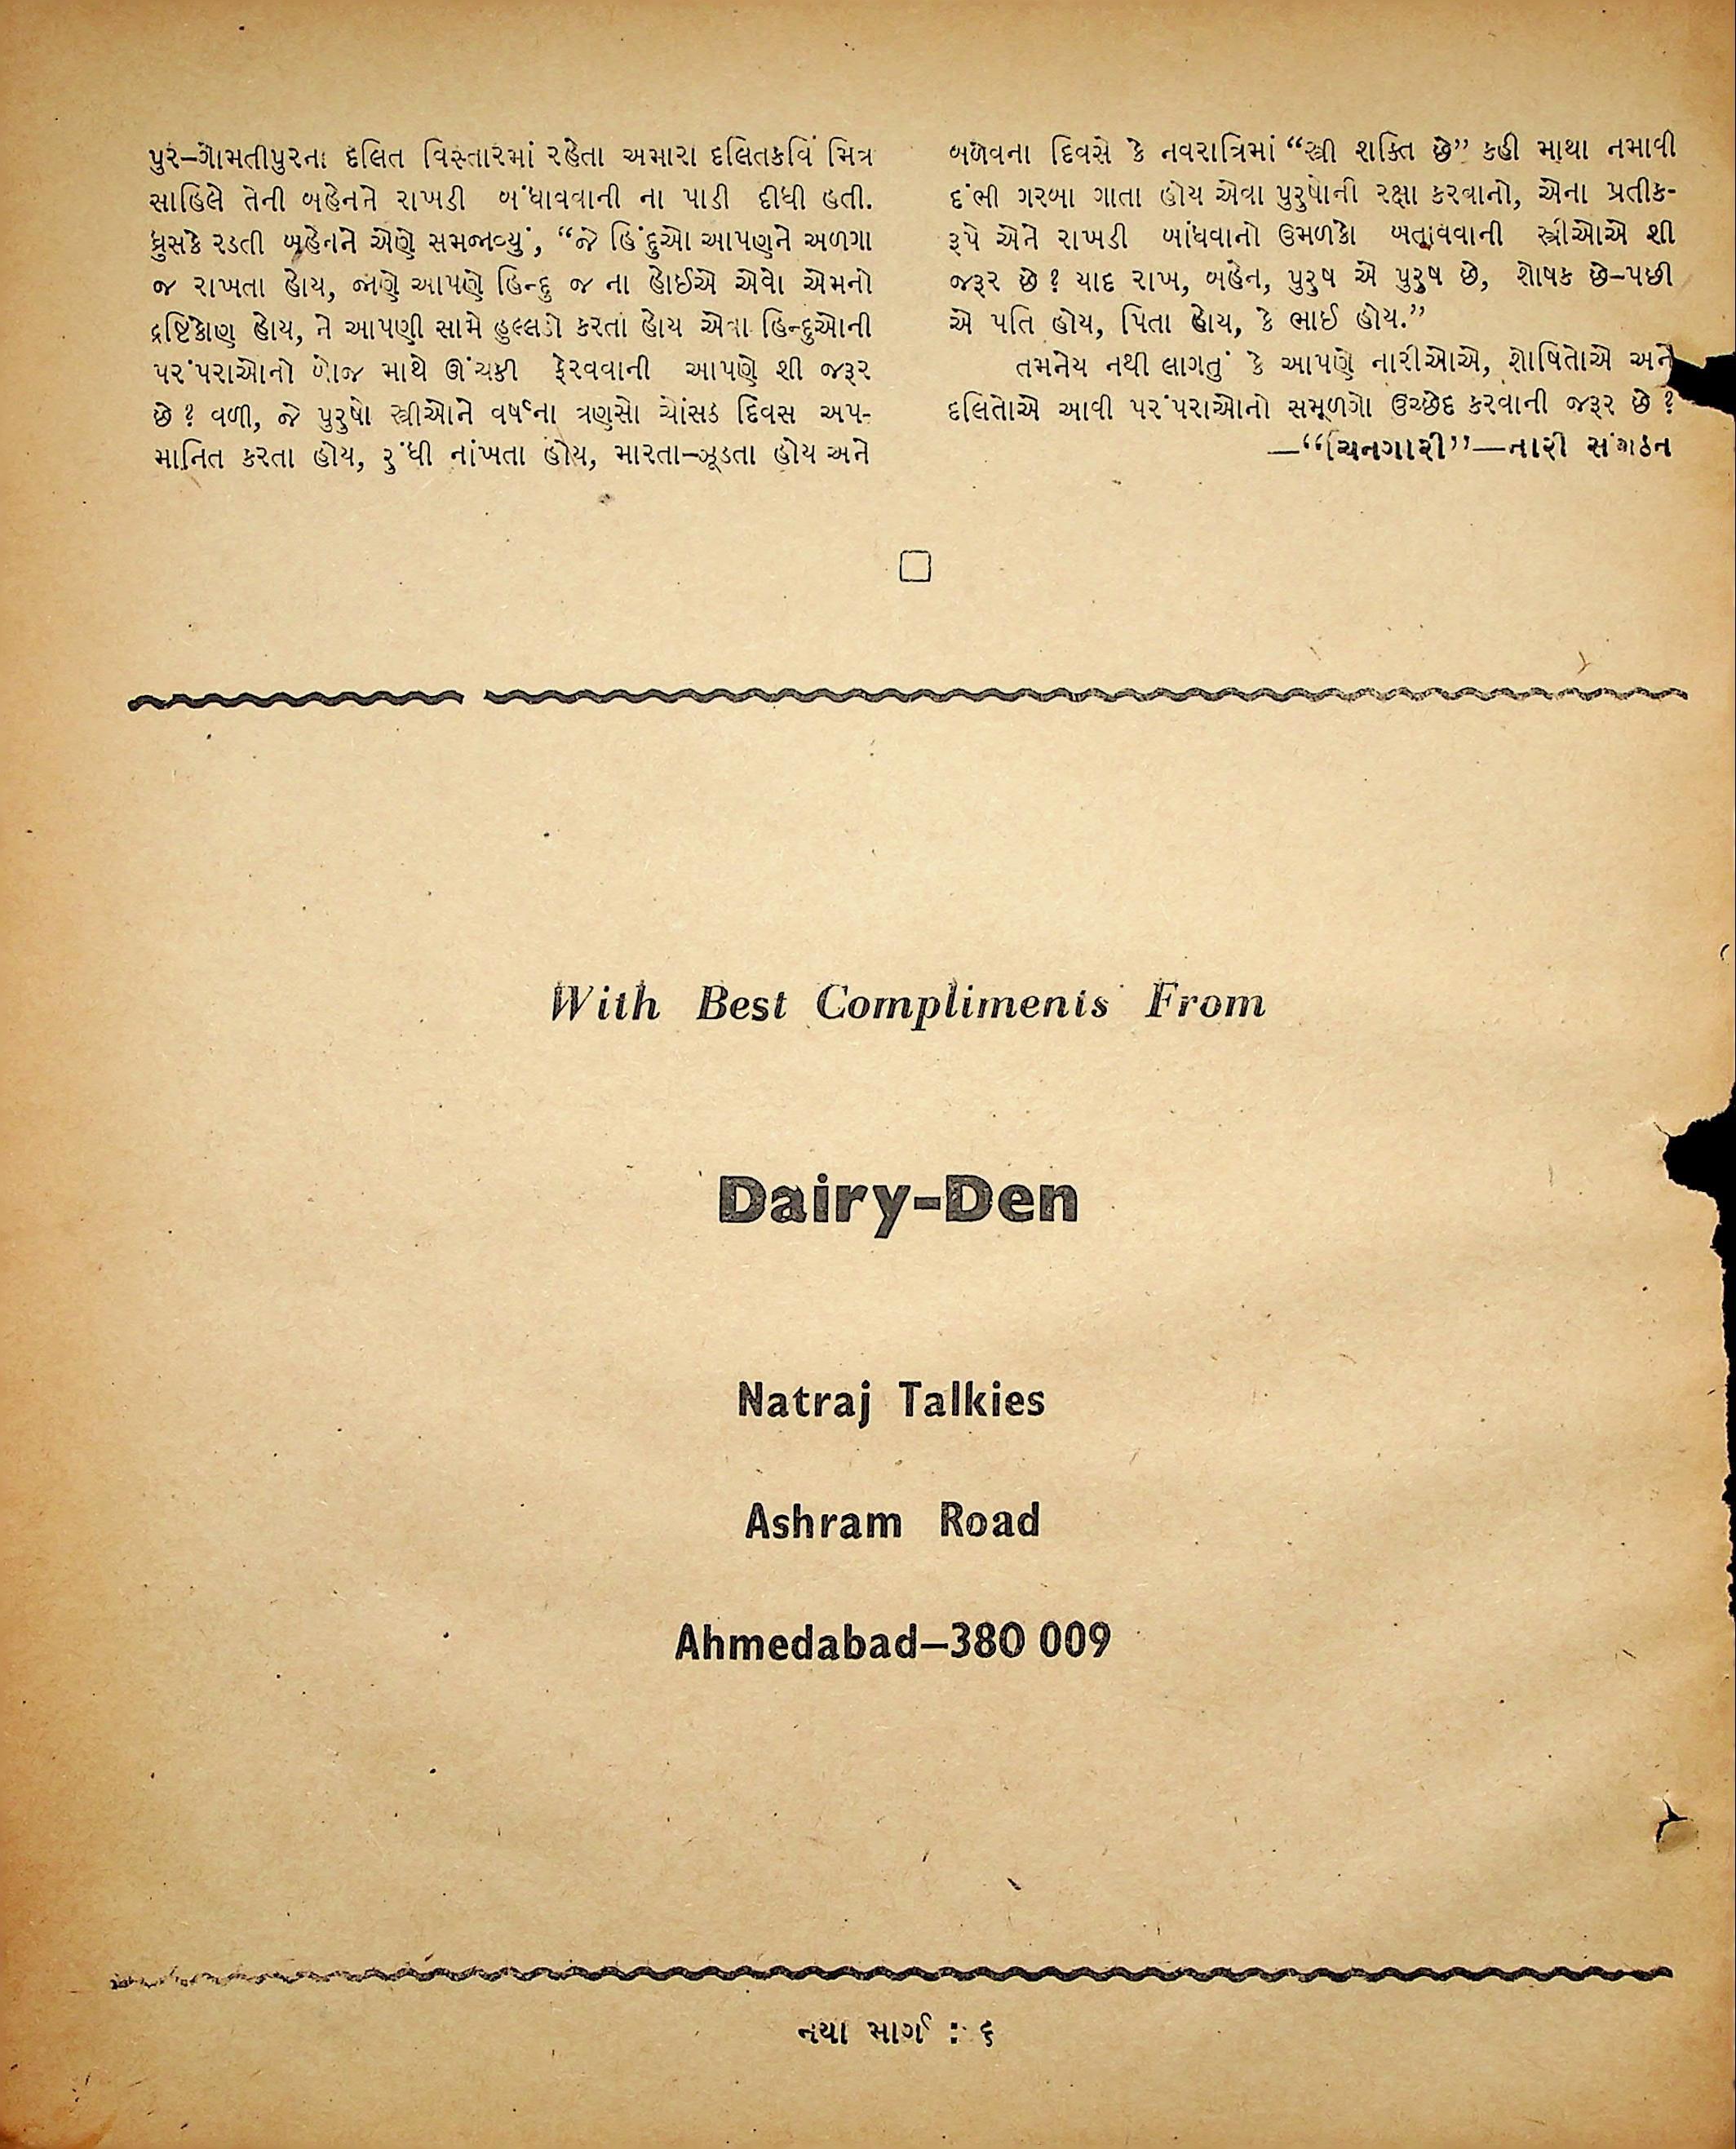 પુર–ગોમતીપુરના દલિત વિસ્તારમાં રહેતા અમારા દલિતકવિ મિત્ર
સાહિલે તેની બહેનને રાખડી બંધાવવાની ના પાડી દીધી હતી.
ધ્રુસકે રડતી બહેનને એણે સમજાવ્યું, “જે હિંદુઓ આપણને અળગા
જ રાખતા હોય, જાણે આપણે હિન્દુ જ ના હોઈએ એવો એમનો
દ્રષ્ટિકોણ હોય, ને આપણી સામે હુલ્લડો કરતાં હોય એવા હિન્દુઓની
પરંપરાઓનો બોજ માથે ઊંચકી ફેરવવાની આપણે શી જરૂર
છે ? વળી, જે પુરુષો સ્ત્રીઓને વર્ષના ત્રણસો ચોંસઠ દિવસ અપ-
માનિત કરતા હોય, રુંધી નાંખતા હોય, મારતા–ઝૂડતા હોય અને
બળેવના દિવસે કે નવરાત્રિમાં “સ્ત્રી શક્તિ છે” કહી માથા નમાવી
દંભી ગરબા ગાતા હોય એવા પુરુષોની રક્ષા કરવાનો, એના પ્રતીક-
રૂપે એને રાખડી બાંધવાનો ઉમળકો બતાવવાની સ્ત્રીઓએ શી
જરૂર છે ? યાદ રાખ, બહેન, પુરુષ એ પુરુષ છે, શોષક છે–પછી
એ પતિ હોય, પિતા હોય, કે ભાઈ હોય.”
તમનેય નથી લાગતું કે આપણે નારીઓએ, શોષિતોએ અને
દલિતોએ આવી પરંપરાઓનો સમૂળગો ઉચ્છેદ કરવાની જરૂર છે ?
—“ચિનગારી”—નારી સંગઠન
With Best Compliments From
Dairy-Den
Natraj Talkies
Ashram Road
Ahmedabad–380 009
નયા માર્ગ : ૬